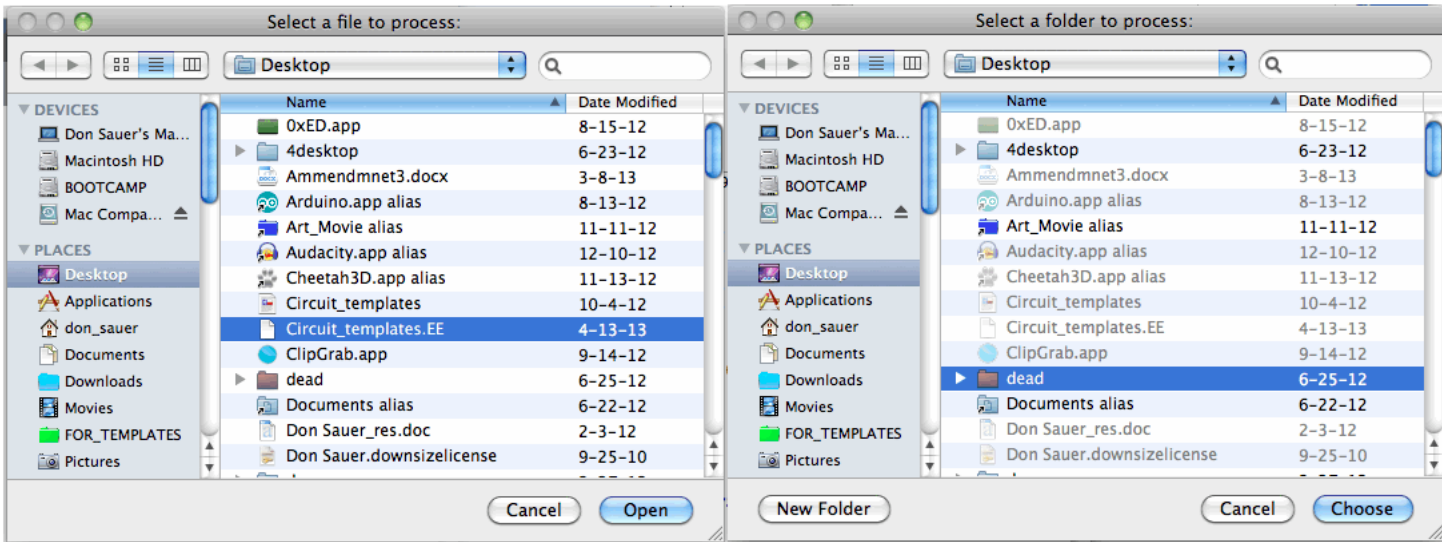 Select a file to process:
Desktop
DEVICES
Don Sauer's Ma...
Macintosh HD
BOOTCAMP
Mac Compa...
PLACES
Desktop
Applications
don_sauer
Documents
Downloads
Movies
FOR_TEMPLATES
Pictures
Name Date Modified
0xED.app 8-15-12
4desktop 6-23-12
Ammendmnet3.docx 3-8-13
Arduino.app alias 8-13-12
Art_Movie alias 11-11-12
Audacity.app alias 12-10-12
Cheetah3D.app alias 11-13-12
Circuit_templates 10-4-12
Circuit_templates.EE 4-13-13
ClipGrab.app 9-14-12
dead 6-25-12
Documents alias 6-22-12
Don Sauer_res.doc 2-3-12
Don Sauer.downsizelicense 9-25-10
Cancel Open
Select a folder to process:
Desktop
DEVICES
Don Sauer's Ma...
Macintosh HD
BOOTCAMP
Mac Compa...
PLACES
Desktop
Applications
don_sauer
Documents
Downloads
Movies
FOR_TEMPLATES
Pictures
Name Date Modified
0xED.app 8-15-12
4desktop 6-23-12
Ammendmnet3.docx 3-8-13
Arduino.app alias 8-13-12
Art_Movie alias 11-11-12
Audacity.app alias 12-10-12
Cheetah3D.app alias 11-13-12
Circuit_templates 10-4-12
Circuit_templates.EE 4-13-13
ClipGrab.app 9-14-12
dead 6-25-12
Documents alias 6-22-12
Don Sauer_res.doc 2-3-12
Don Sauer.downsizelicense 9-25-10
New Folder Cancel Choose